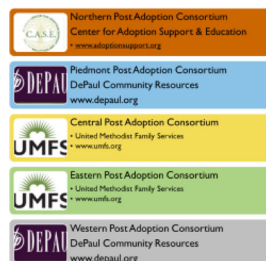 C.A.S.E.
Northern Post Adoption Consortium
Center for Adoption Support & Education
• www.adoptionsupport.org
DEPAUL
Piedmont Post Adoption Consortium
DePaul Community Resources
www.depaul.org
UMFS
Central Post Adoption Consortium
• United Methodist Family Services
• www.umfs.org
UMFS
Eastern Post Adoption Consortium
• United Methodist Family Services
• www.umfs.org
DEPAUL
Western Post Adoption Consortium
DePaul Community Resources
www.depaul.org